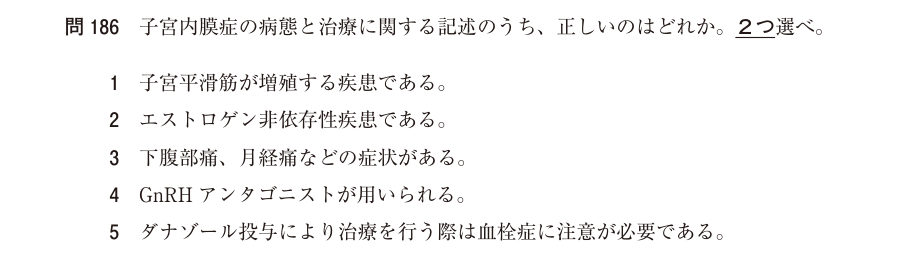 問 186 子宮内膜症の病態と治療に関する記述のうち、正しいのはどれか。2つ選べ。
1 子宮平滑筋が増殖する疾患である。
2 エストロゲン非依存性疾患である。
3 下腹部痛、月経痛などの症状がある。
4 GnRH アンタゴニストが用いられる。
5 ダナゾール投与により治療を行う際は血栓症に注意が必要である。